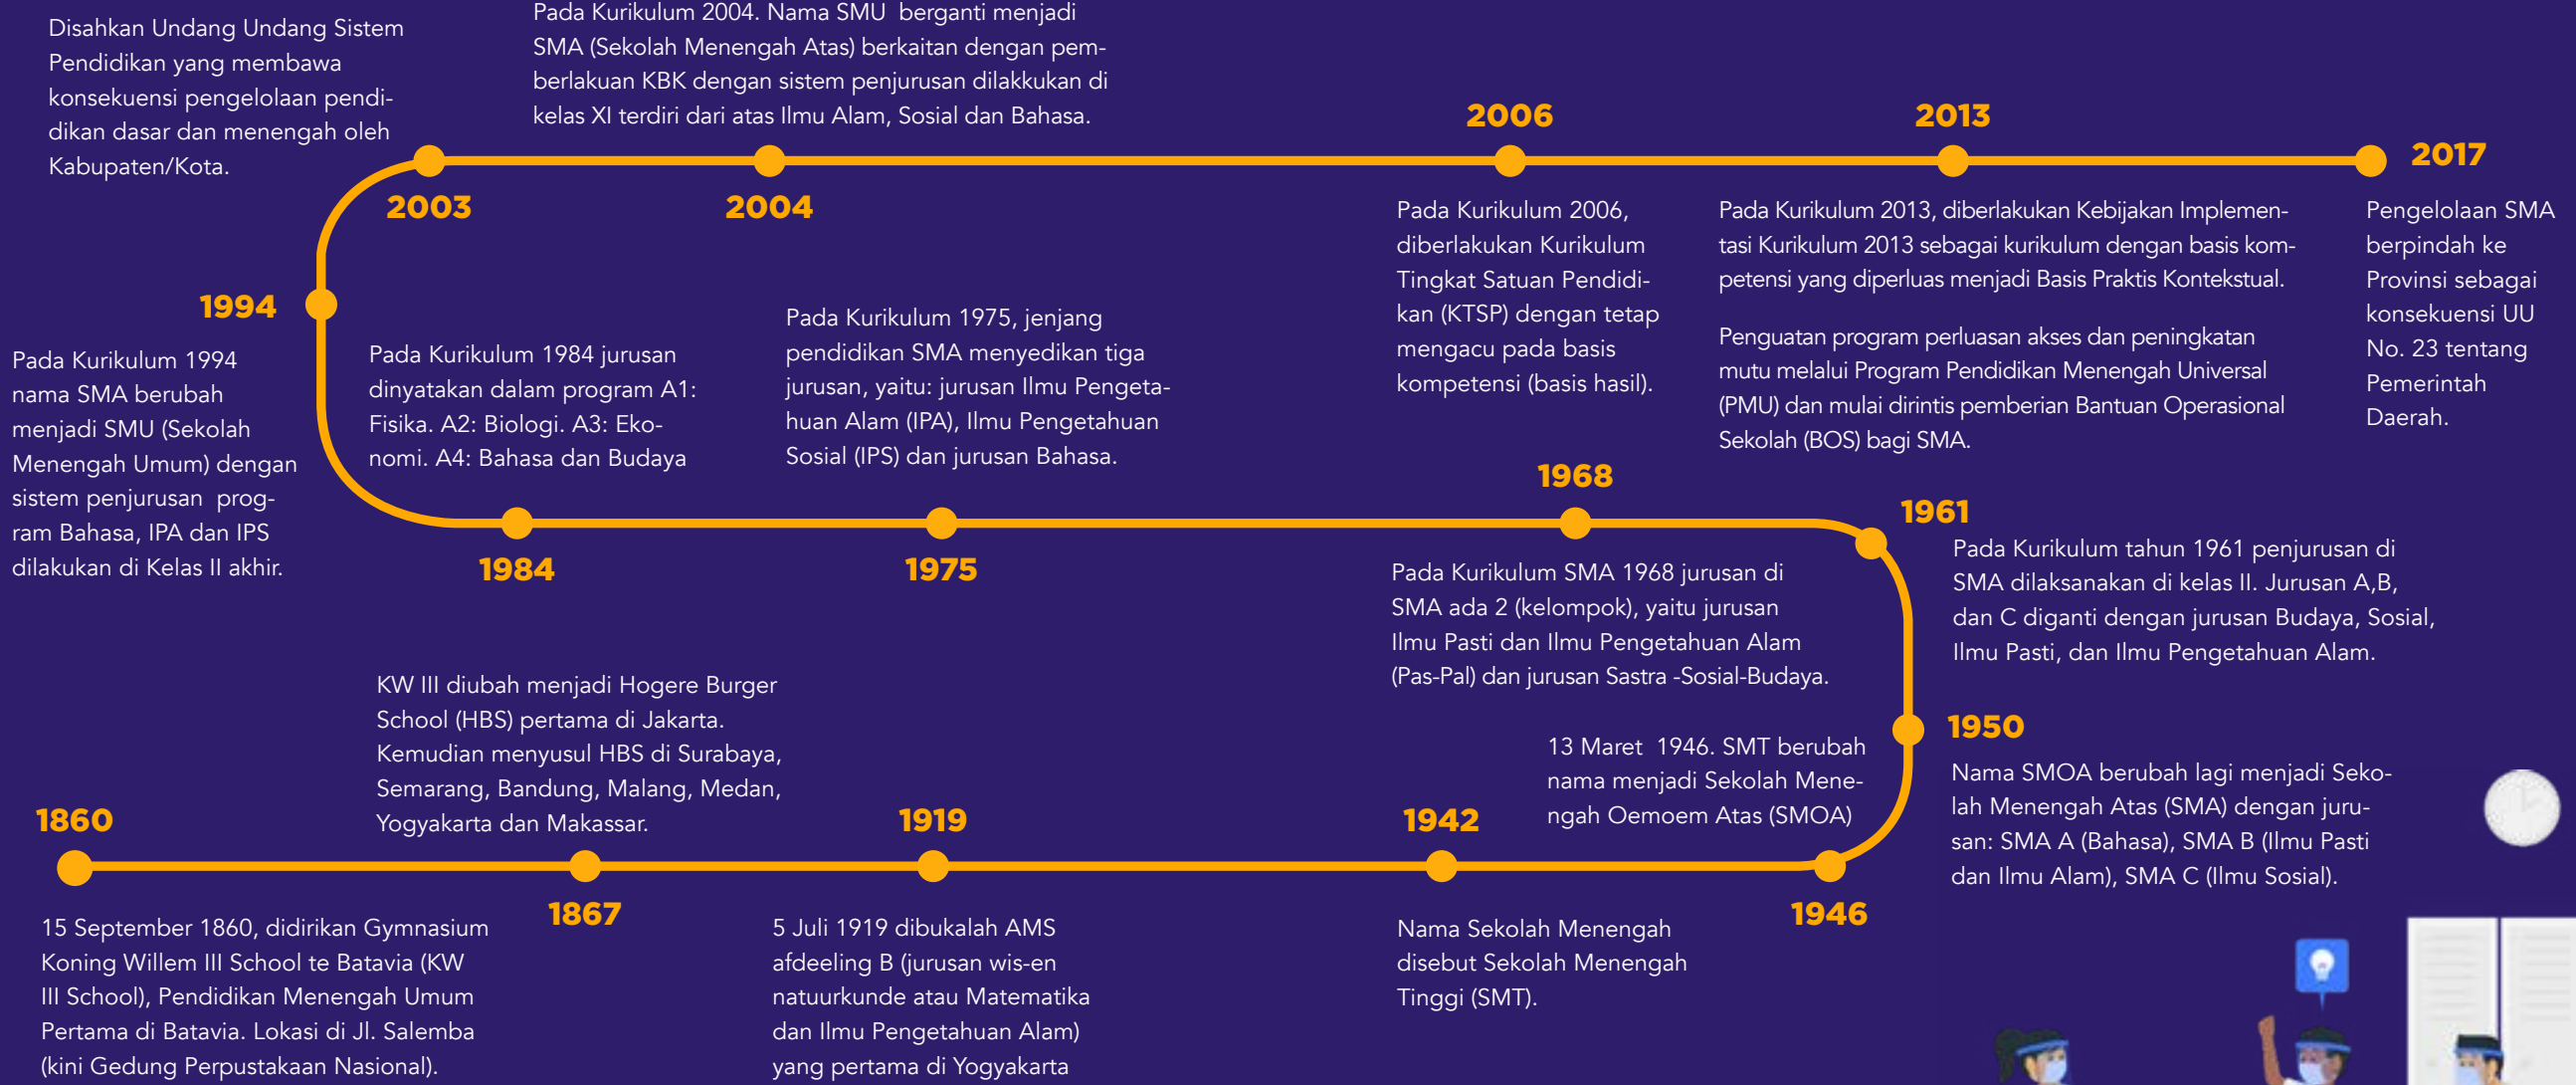 Disahkan Undang Undang Sistem
Pendidikan yang membawa
konsekuensi pengelolaan pendi-
dikan dasar dan menengah oleh
Kabupaten/Kota.
2003
Pada Kurikulum 2004. Nama SMU berganti menjadi
SMA (Sekolah Menengah Atas) berkaitan dengan pem-
berlakuan KBK dengan sistem penjurusan dilakkukan di
kelas XI terdiri dari atas Ilmu Alam, Sosial dan Bahasa.
2004
2006
Pada Kurikulum 2006,
diberlakukan Kurikulum
Tingkat Satuan Pendidi-
kan (KTSP) dengan tetap
mengacu pada basis
kompetensi (basis hasil).
2013
Pada Kurikulum 2013, diberlakukan Kebijakan Implemen-
tasi Kurikulum 2013 sebagai kurikulum dengan basis kom-
petensi yang diperluas menjadi Basis Praktis Kontekstual.
Penguatan program perluasan akses dan peningkatan
mutu melalui Program Pendidikan Menengah Universal
(PMU) dan mulai dirintis pemberian Bantuan Operasional
Sekolah (BOS) bagi SMA.
2017
Pengelolaan SMA
berpindah ke
Provinsi sebagai
konsekuensi UU
No. 23 tentang
Pemerintah
Daerah.
1994
Pada Kurikulum 1994
nama SMA berubah
menjadi SMU (Sekolah
Menengah Umum) dengan
sistem penjurusan prog-
ram Bahasa, IPA dan IPS
dilakukan di Kelas II akhir.
Pada Kurikulum 1984 jurusan
dinyatakan dalam program A1:
Fisika. A2: Biologi. A3: Eko-
nomi. A4: Bahasa dan Budaya
1984
Pada Kurikulum 1975, jenjang
pendidikan SMA menyedikan tiga
jurusan, yaitu: jurusan Ilmu Pengeta-
huan Alam (IPA), Ilmu Pengetahuan
Sosial (IPS) dan jurusan Bahasa.
1975
1968
Pada Kurikulum SMA 1968 jurusan di
SMA ada 2 (kelompok), yaitu jurusan
Ilmu Pasti dan Ilmu Pengetahuan Alam
(Pas-Pal) dan jurusan Sastra -Sosial-Budaya.
1961
Pada Kurikulum tahun 1961 penjurusan di
SMA dilaksanakan di kelas II. Jurusan A,B,
dan C diganti dengan jurusan Budaya, Sosial,
Ilmu Pasti, dan Ilmu Pengetahuan Alam.
1950
Nama SMOA berubah lagi menjadi Seko-
lah Menengah Atas (SMA) dengan juru-
san: SMA A (Bahasa), SMA B (Ilmu Pasti
dan Ilmu Alam), SMA C (Ilmu Sosial).
1860
15 September 1860, didirikan Gymnasium
Koning Willem III School te Batavia (KW
III School), Pendidikan Menengah Umum
Pertama di Batavia. Lokasi di Jl. Salemba
(kini Gedung Perpustakaan Nasional).
KW III diubah menjadi Hogere Burger
School (HBS) pertama di Jakarta.
Kemudian menyusul HBS di Surabaya,
Semarang, Bandung, Malang, Medan,
Yogyakarta dan Makassar.
1867
1919
5 Juli 1919 dibukalah AMS
afdeeling B (jurusan wis-en
natuurkunde atau Matematika
dan Ilmu Pengetahuan Alam)
yang pertama di Yogyakarta
1942
Nama Sekolah Menengah
disebut Sekolah Menengah
Tinggi (SMT).
13 Maret 1946. SMT berubah
nama menjadi Sekolah Mene-
ngah Oemoem Atas (SMOA)
1946